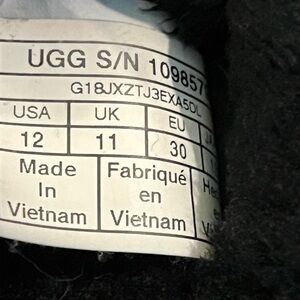 UGG S/N 109857
G18JXZTJ3EXA5DL
USA UK EU
12 11 30
Made Fabriqué
In en
Vietnam Vietnam